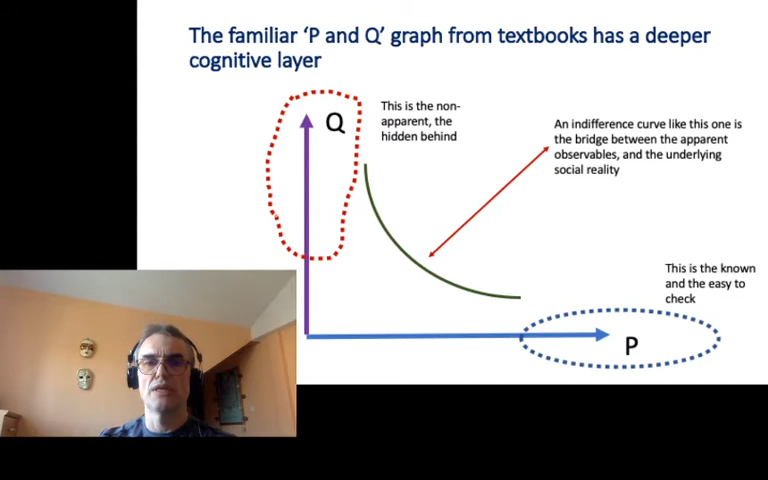 The familiar ‘P and Q’ graph from textbooks has a deeper
cognitive layer
Q
This is the non-
apparent, the
hidden behind
An indifference curve like this one is
the bridge between the apparent
observables, and the underlying
social reality
This is the known
and the easy to
check
P